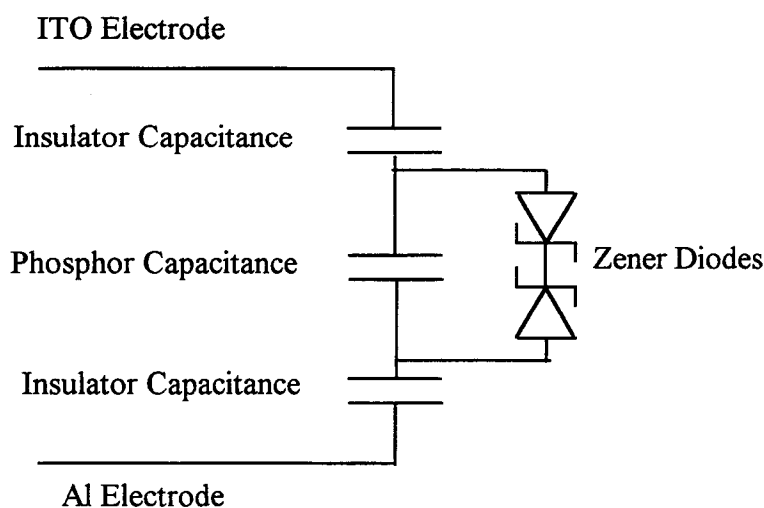 ITO Electrode
Insulator Capacitance
Phosphor Capacitance
Zener Diodes
Insulator Capacitance
Al Electrode